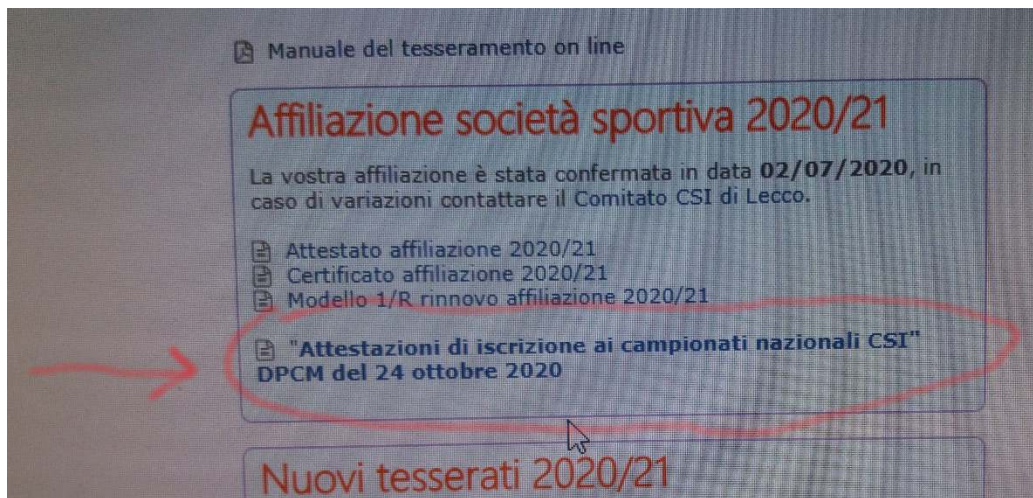 Manuale del tesseramento on line
Affiliazione società sportiva 2020/21
La vostra affiliazione è stata confermata in data 02/07/2020, in
caso di variazioni contattare il Comitato CSI di Lecco.
Attestato affiliazione 2020/21
Certificato affiliazione 2020/21
Modello 1/R rinnovo affiliazione 2020/21
"Attestazioni di iscrizione ai campionati nazionali CSI"
DPCM del 24 ottobre 2020
Nuovi tesserati 2020/21